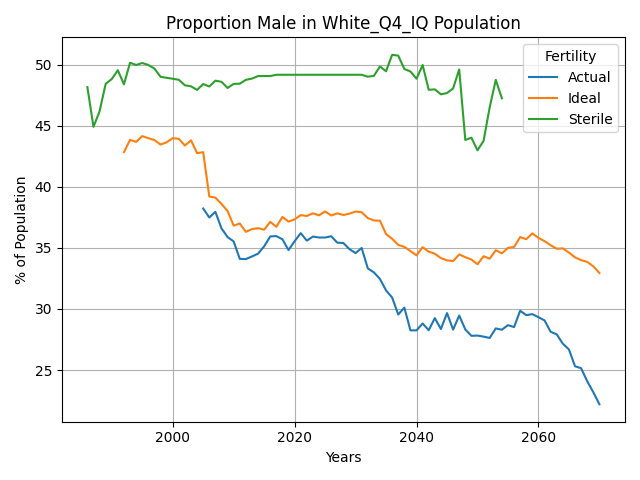 Proportion Male in White_Q4_IQ Population
Fertility
Actual
Ideal
Sterile
% of Population
50
45
40
35
30
25
2000
2020
2040
2060
Years